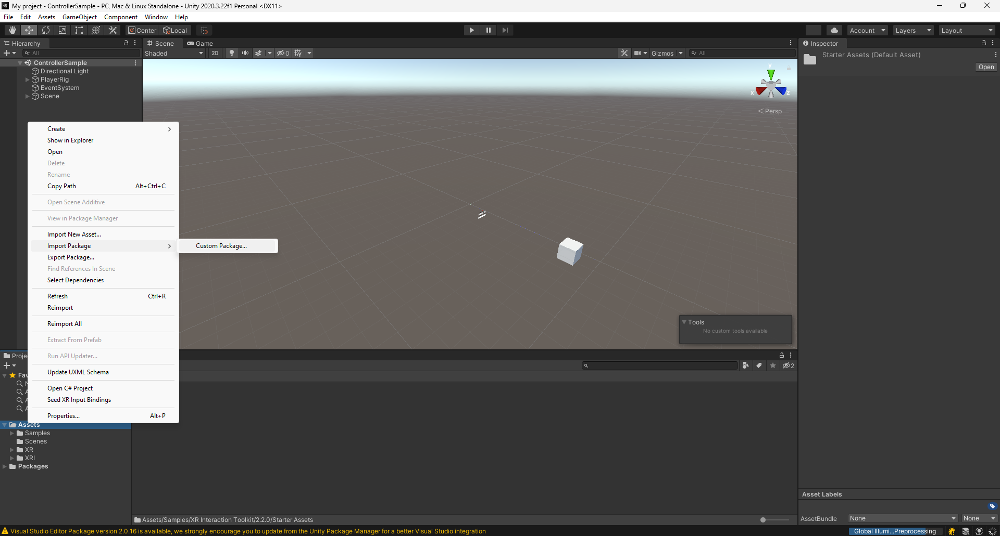 My project - ControllerSample - PC, Mac & Linux Standalone - Unity 2020.3.22f1 Personal <DX11>
File Edit Assets GameObject Component Window Help
Center Local Account Layers Layout
Hierarchy
All
ControllerSample
Directional Light
PlayerRig
EventSystem
Scene
Scene Game
Shaded 2D 0 Gizmos All
y
x z
Persp
Tools
No custom tools available
Inspector
Starter Assets (Default Asset)
Open
Create
Show in Explorer
Open
Delete
Rename
Copy Path Alt+Ctrl+C
Open Scene Additive
View in Package Manager
Import New Asset...
Import Package
Custom Package...
Export Package...
Find References In Scene
Select Dependencies
Refresh Ctrl+R
Reimport
Reimport All
Extract From Prefab
Run API Updater...
Update UXML Schema
Open C# Project
Seed XR Input Bindings
Properties... Alt+P
2
Assets
Samples
Scenes
XR
XRI
Packages
Assets/Samples/XR Interaction Toolkit/2.2.0/Starter Assets
Asset Labels
AssetBundle None None
Visual Studio Editor Package version 2.0.16 is available, we strongly encourage you to update from the Unity Package Manager for a better Visual Studio integration
Global Illumi...Preprocessing